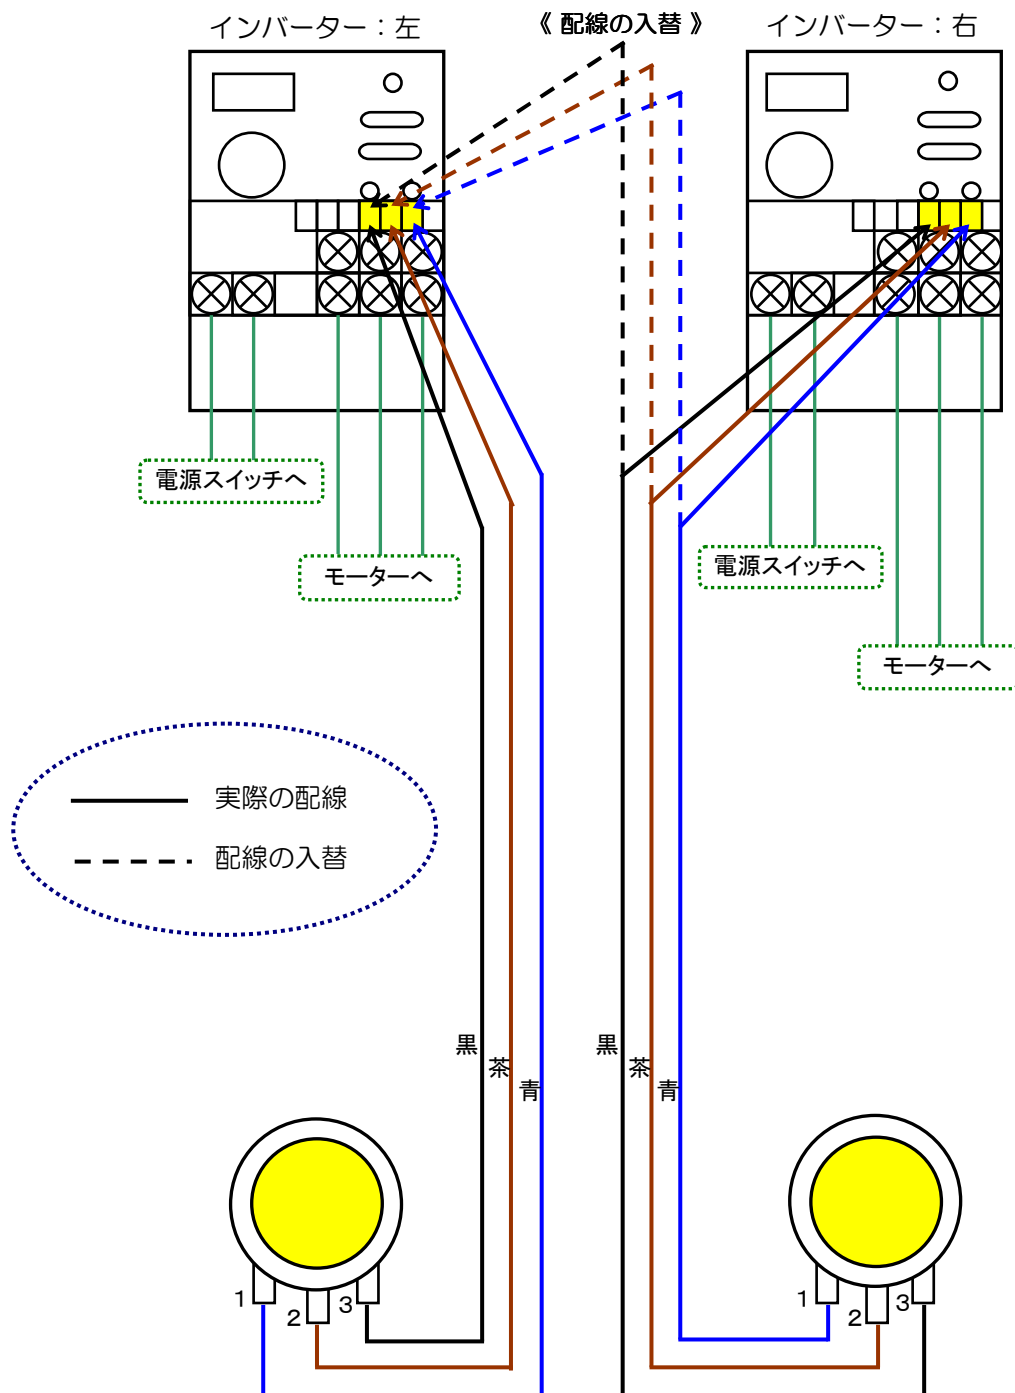 インバーター：左
《 配線の入替 》
インバーター：右
電源スイッチへ
モーターへ
電源スイッチへ
モーターへ
実際の配線
配線の入替
黒
茶
青
黒
茶
青
1
2
3
1
2
3